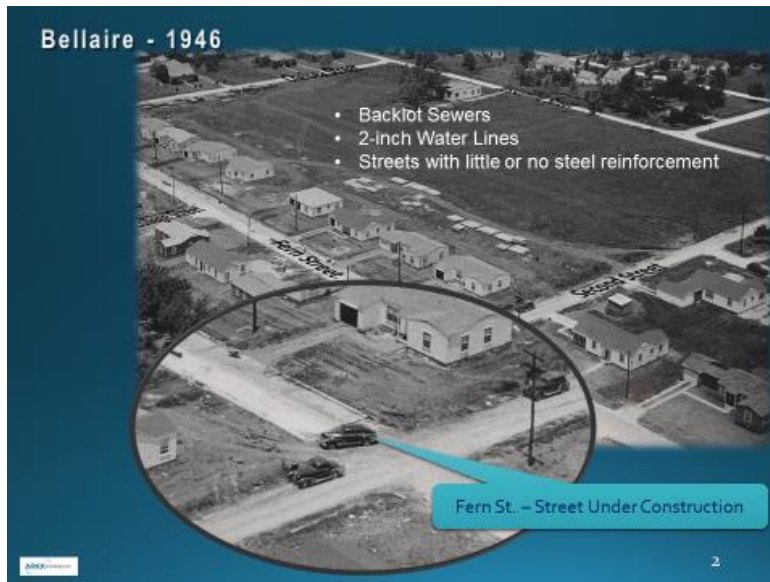 Bellaire - 1946
• Backlot Sewers
• 2-inch Water Lines
• Streets with little or no steel reinforcement
Fern Street
Second Street
Fern St. – Street Under Construction
2